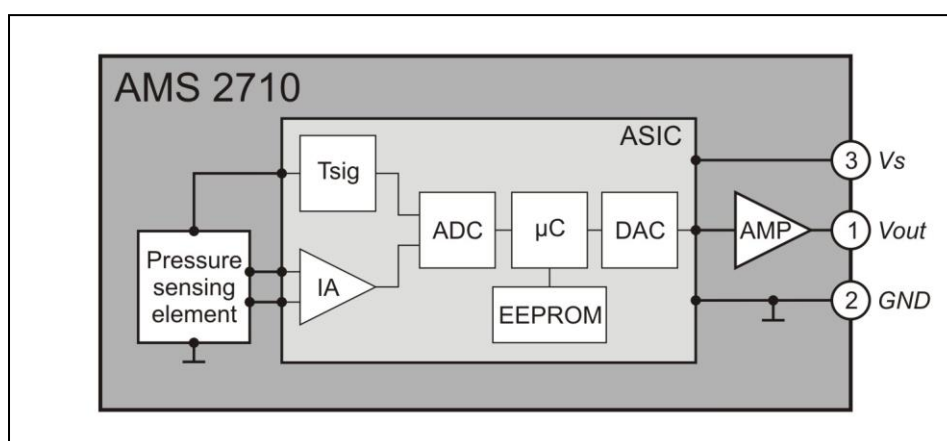 AMS 2710
ASIC
Tsig
3 Vs
ADC
µC
DAC
AMP
1 Vout
Pressure
sensing
element
IA
EEPROM
2 GND